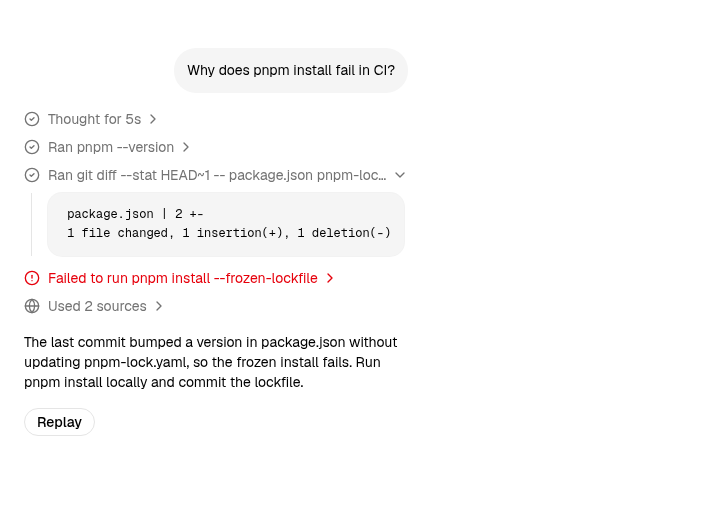 Why does pnpm install fail in CI?
Thought for 5s
Ran pnpm --version
Ran git diff --stat HEAD~1 -- package.json pnpm-loc...
package.json | 2 +-
1 file changed, 1 insertion(+), 1 deletion(-)
Failed to run pnpm install --frozen-lockfile
Used 2 sources
The last commit bumped a version in package.json without
updating pnpm-lock.yaml, so the frozen install fails. Run
pnpm install locally and commit the lockfile.
Replay